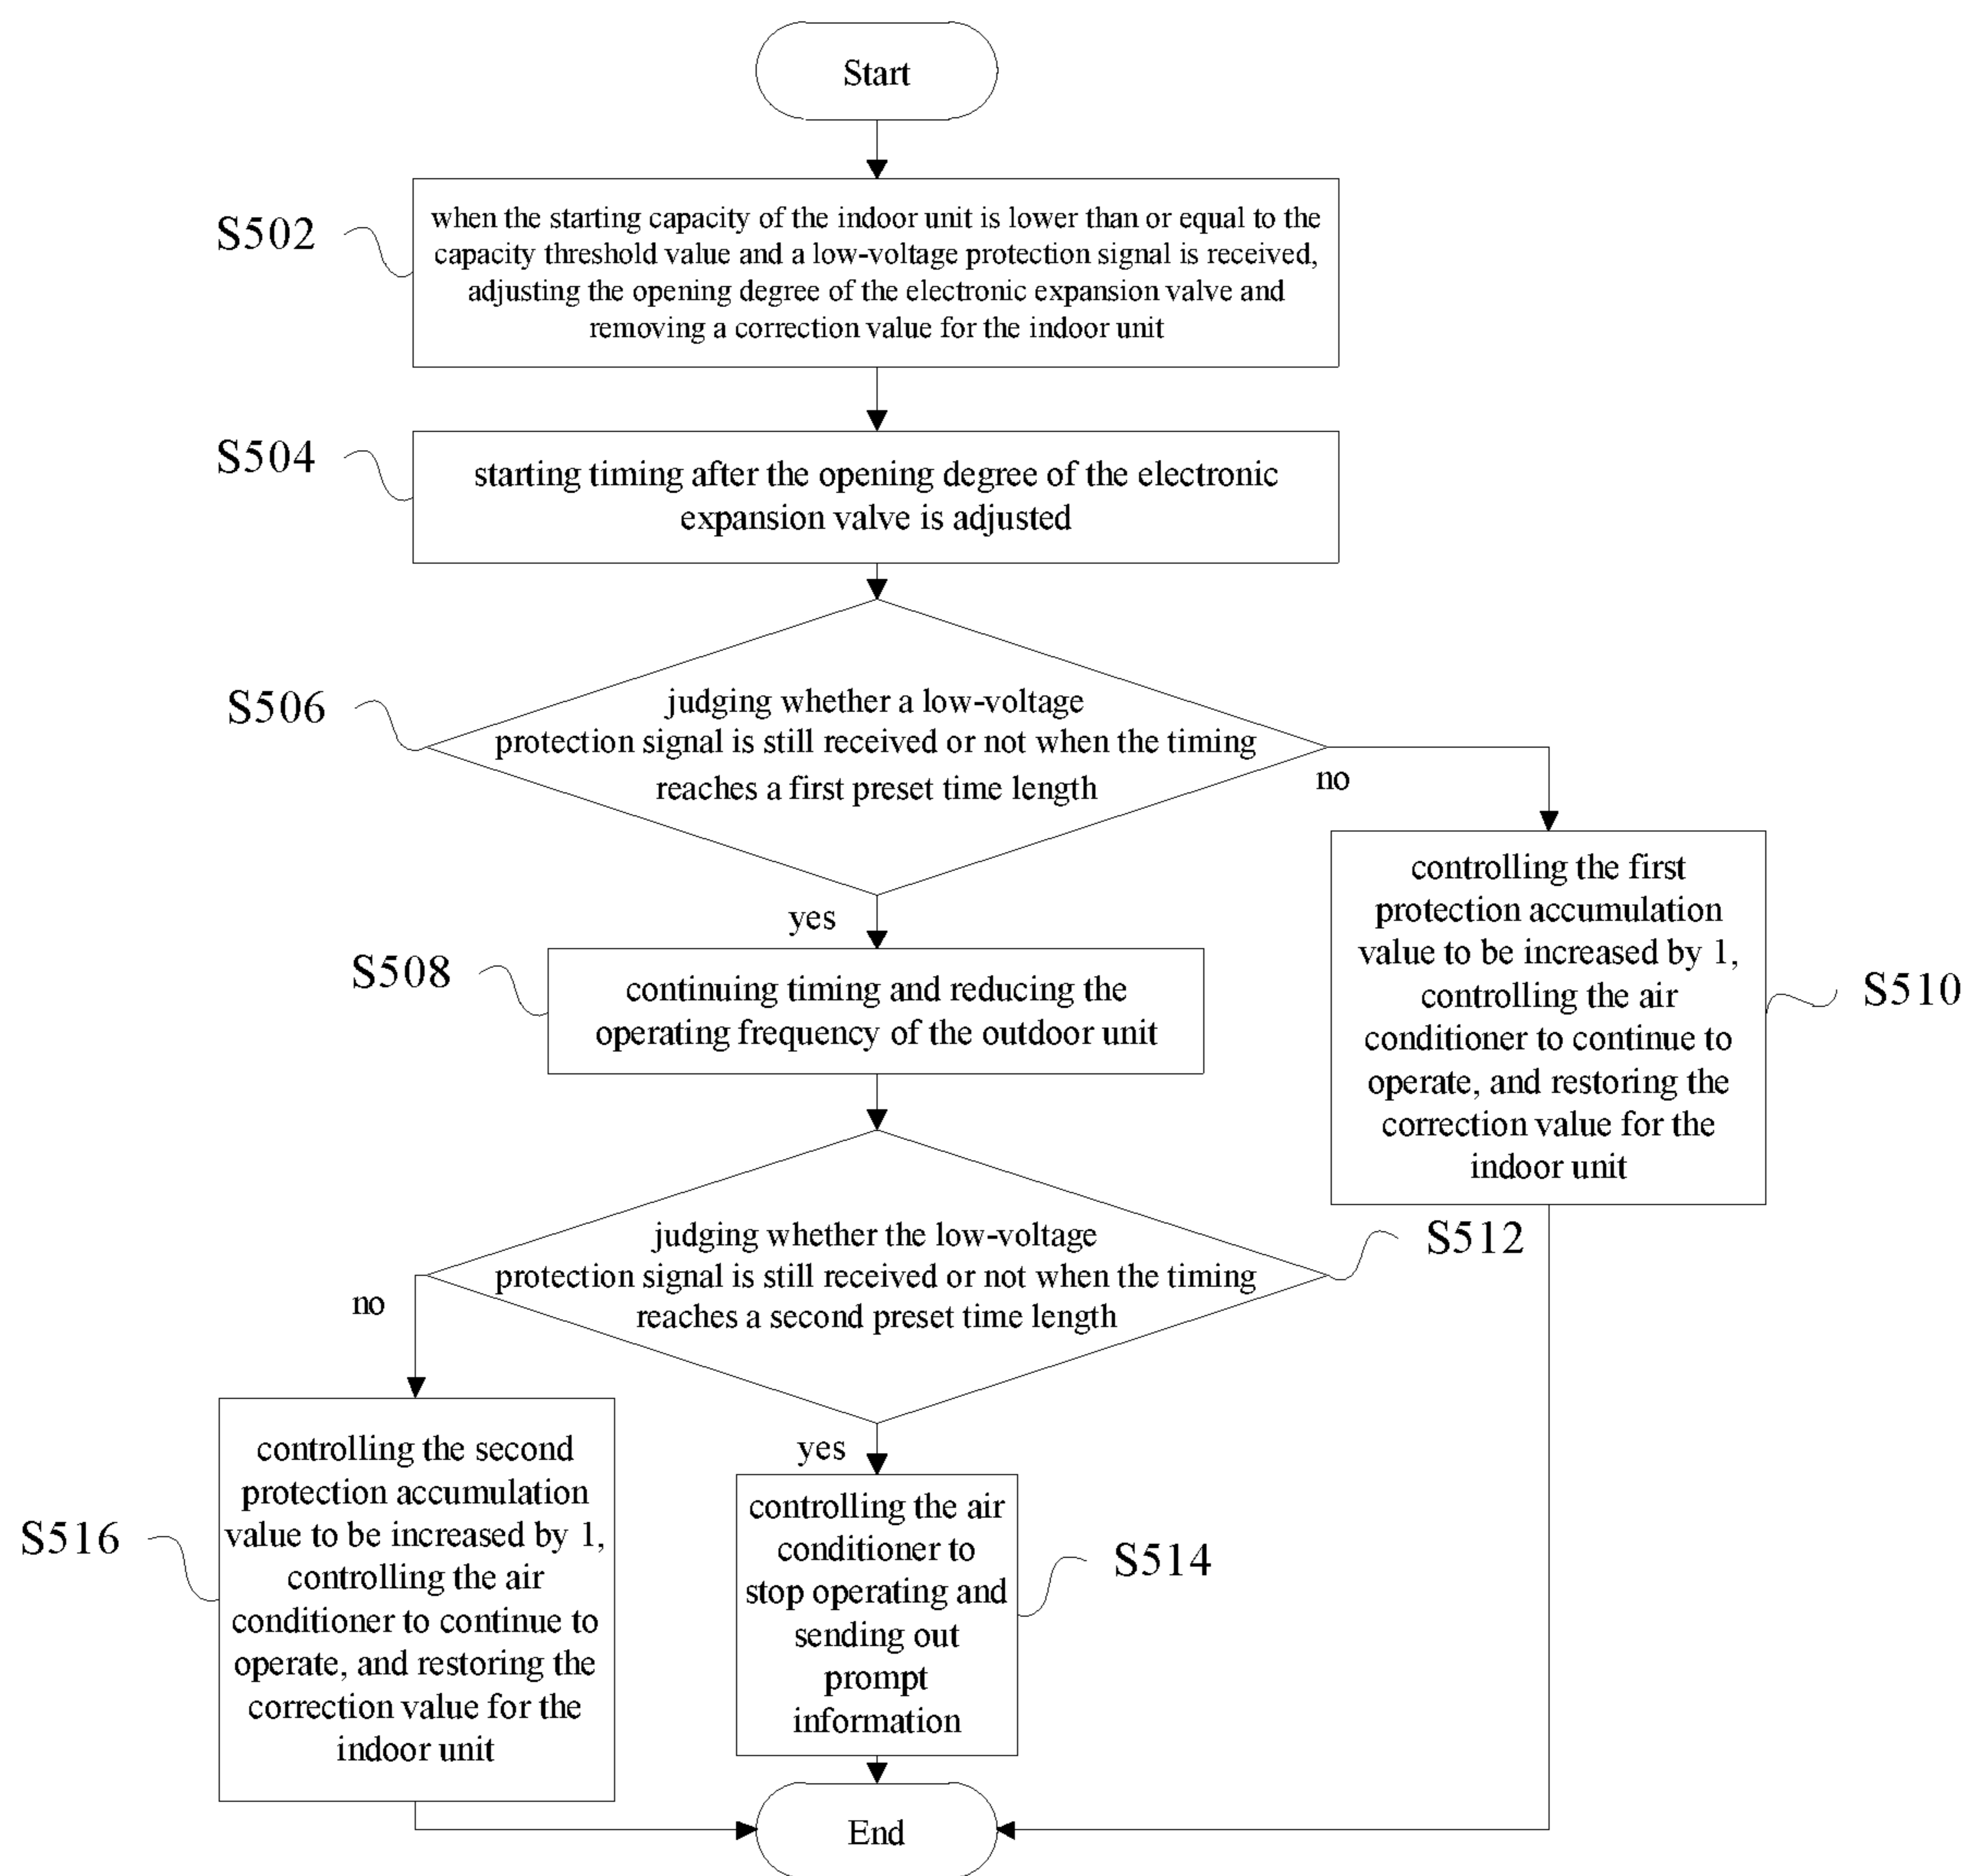 Start
S502
when the starting capacity of the indoor unit is lower than or equal to the
capacity threshold value and a low-voltage protection signal is received,
adjusting the opening degree of the electronic expansion valve and
removing a correction value for the indoor unit
S504
starting timing after the opening degree of the electronic
expansion valve is adjusted
S506
judging whether a low-voltage
protection signal is still received or not when the timing
reaches a first preset time length
no
yes
S508
continuing timing and reducing the
operating frequency of the outdoor unit
controlling the first
protection accumulation
value to be increased by 1,
controlling the air
conditioner to continue to
operate, and restoring the
correction value for the
indoor unit
S510
judging whether the low-voltage
protection signal is still received or not when the timing
reaches a second preset time length
S512
no
yes
S516
controlling the second
protection accumulation
value to be increased by 1,
controlling the air
conditioner to continue to
operate, and restoring the
correction value for the
indoor unit
controlling the air
conditioner to
stop operating and
sending out
prompt
information
S514
End